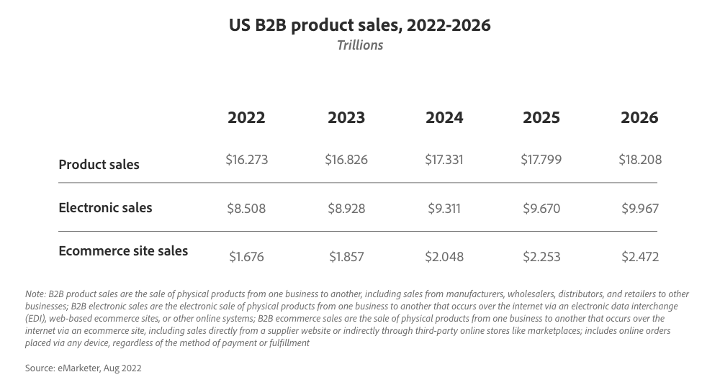 US B2B product sales, 2022-2026
Trillions
2022 2023 2024 2025 2026
Product sales $16.273 $16.826 $17.331 $17.799 $18.208
Electronic sales $8.508 $8.928 $9.311 $9.670 $9.967
Ecommerce site sales $1.676 $1.857 $2.048 $2.253 $2.472
Note: B2B product sales are the sale of physical products from one business to another, including sales from manufacturers, wholesalers, distributors, and retailers to other
businesses; B2B electronic sales are the electronic sale of physical products from one business to another that occurs over the internet via an electronic data interchange
(EDI), web-based ecommerce sites, or other online systems; B2B ecommerce sales are the sale of physical products from one business to another that occurs over the
internet via an ecommerce site, including sales directly from a supplier website or indirectly through third-party online stores like marketplaces; includes online orders
placed via any device, regardless of the method of payment or fulfillment
Source: eMarketer, Aug 2022